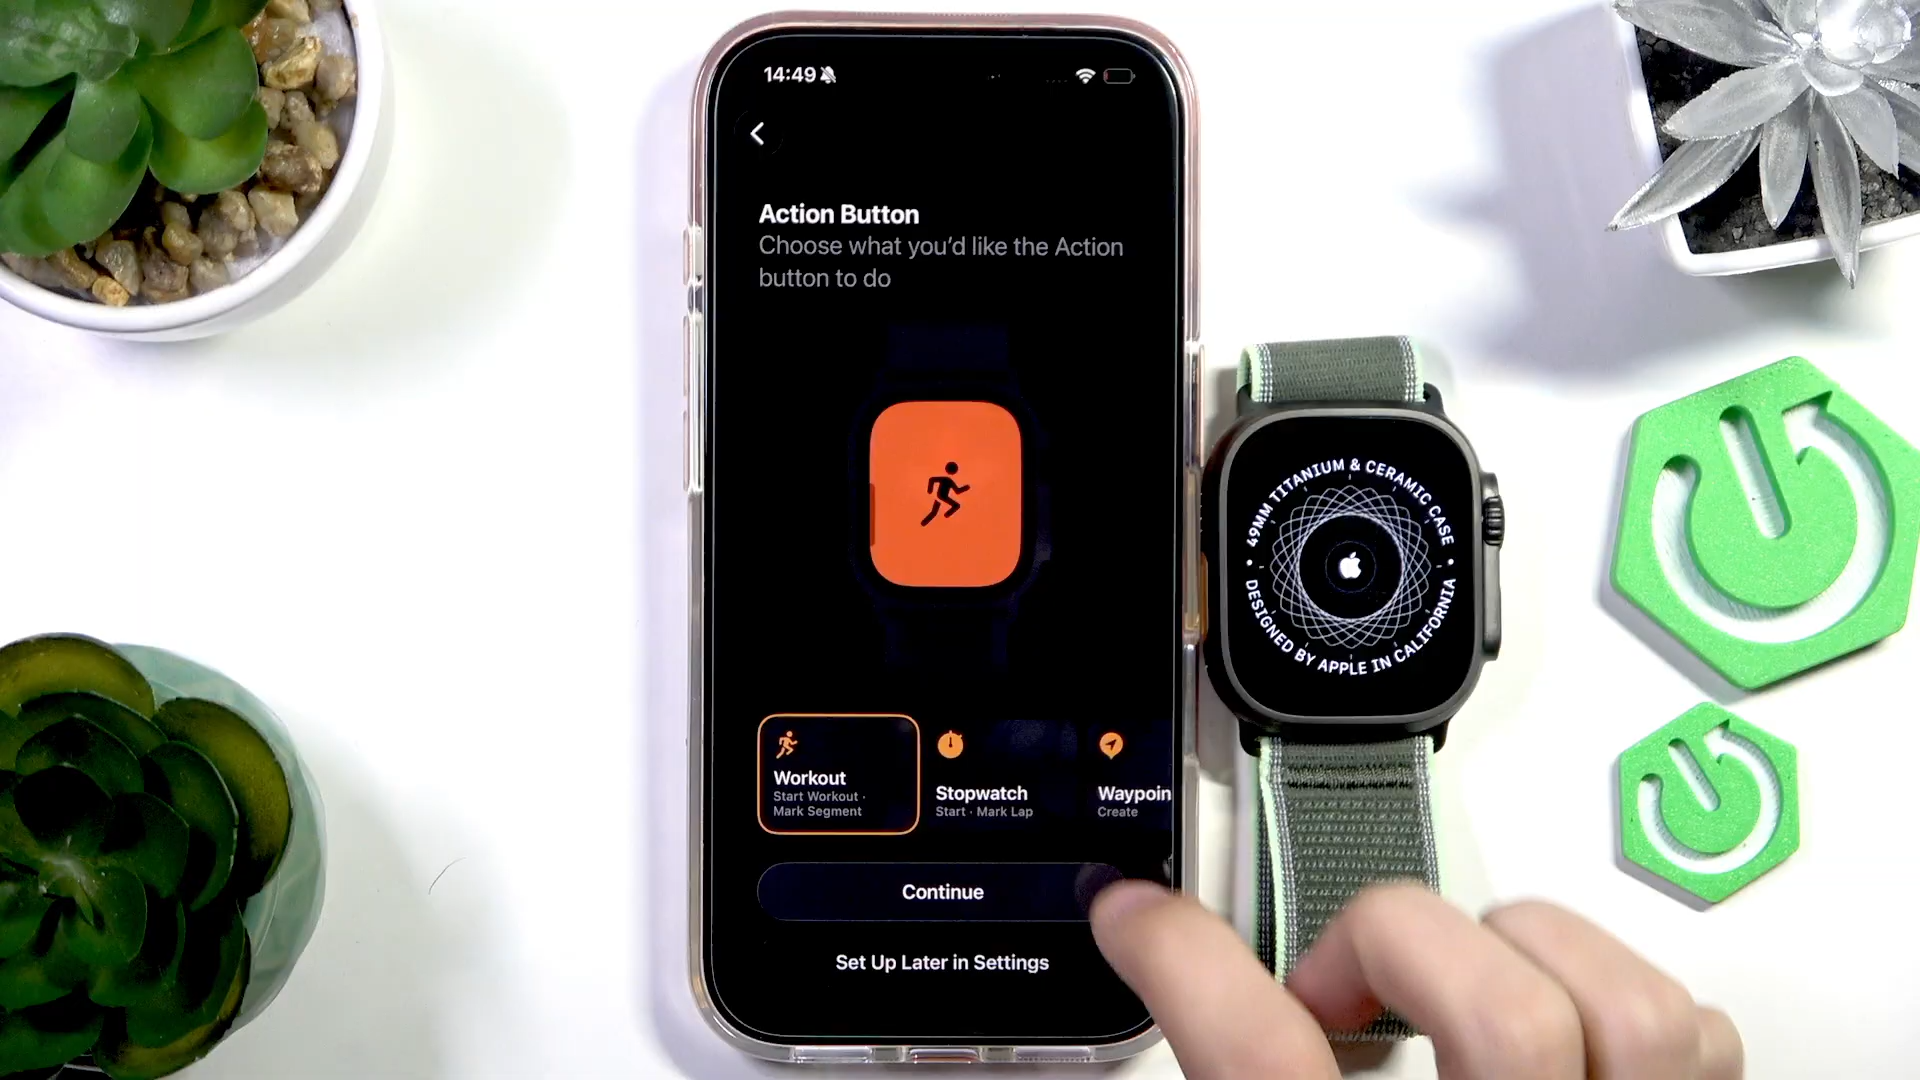 14:49
Action Button
Choose what you'd like the Action
button to do
Workout
Start Workout ·
Mark Segment
Stopwatch
Start · Mark Lap
Waypoin
Create
Continue
Set Up Later in Settings
49MM TITANIUM & CERAMIC CASE
• DESIGNED BY APPLE IN CALIFORNIA •